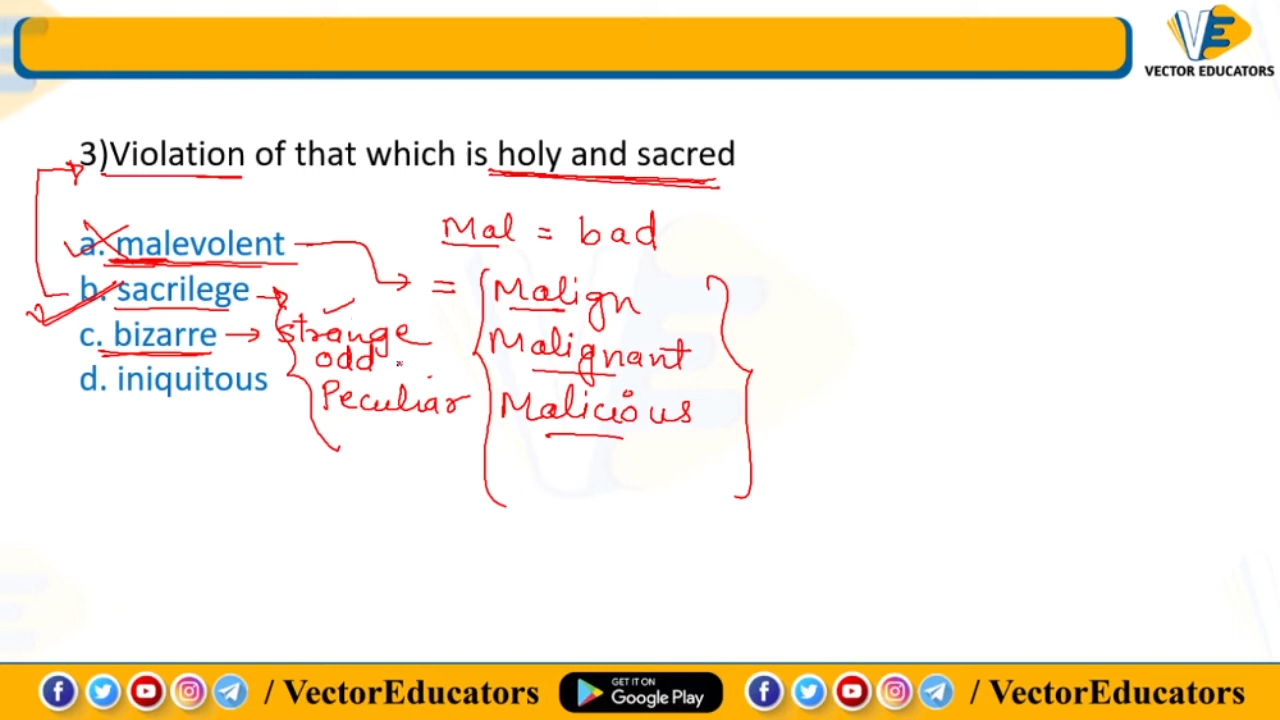 VE
VECTOR EDUCATORS
3)Violation of that which is holy and sacred
Mal = bad
a. malevolent
= Malign
b. sacrilege
c. bizarre → strange
Malignant
odd
d. iniquitous
Peculiar
Malicious
/ VectorEducators
GET IT ON
Google Play
/ VectorEducators